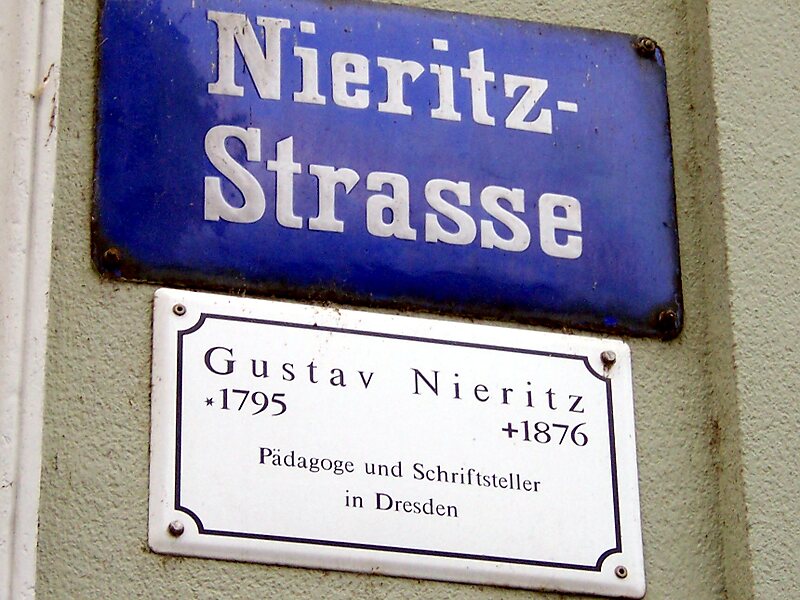 Nieritz-
Strasse
Gustav Nieritz
*1795
+1876
Pädagoge und Schriftsteller
in Dresden